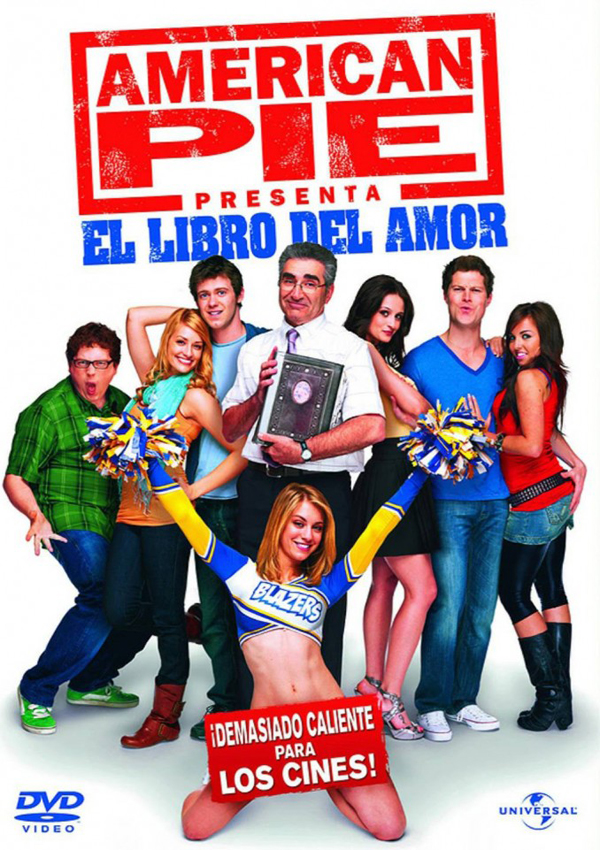 AMERICAN
PIE
PRESENTA
EL LIBRO DEL AMOR
BLAZERS
¡DEMASIADO CALIENTE
PARA
LOS CINES!
DVD
VIDEO
UNIVERSAL